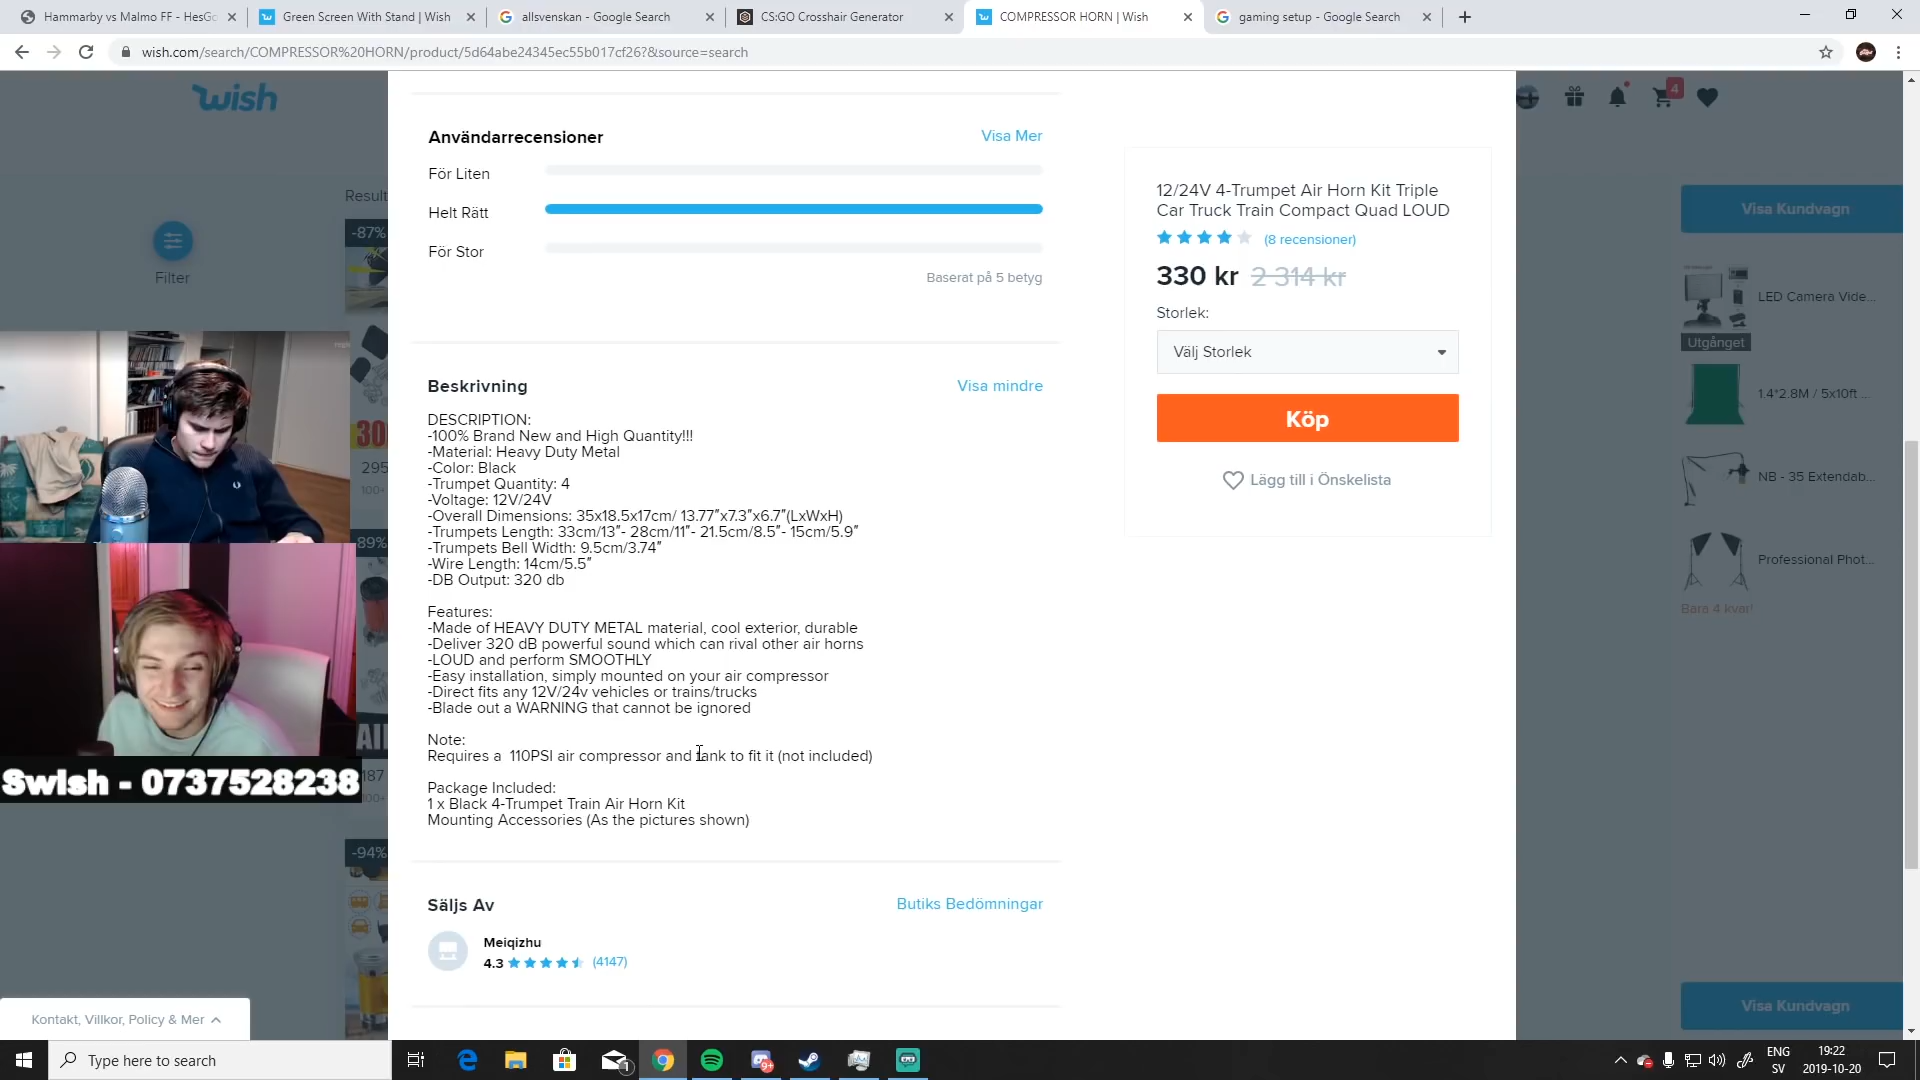 Hammarby vs Malmo FF - HesGo
Green Screen With Stand | Wish
allsvenskan - Google Search
CS:GO Crosshair Generator
COMPRESSOR HORN | Wish
gaming setup - Google Search
wish.com/search/COMPRESSOR%20HORN/product/5d64abe24345ec55b017cf26?&source=search
wish
4
Result
Filter
-87%
295
100+
-89%
187
100+
-94%
Användarrecensioner
Visa Mer
För Liten
Helt Rätt
För Stor
Baserat på 5 betyg
Beskrivning
Visa mindre
DESCRIPTION:
-100% Brand New and High Quantity!!!
-Material: Heavy Duty Metal
-Color: Black
-Trumpet Quantity: 4
-Voltage: 12V/24V
-Overall Dimensions: 35x18.5x17cm/ 13.77"x7.3"x6.7"(LxWxH)
-Trumpets Length: 33cm/13"- 28cm/11"- 21.5cm/8.5"- 15cm/5.9"
-Trumpets Bell Width: 9.5cm/3.74"
-Wire Length: 14cm/5.5"
-DB Output: 320 db
Features:
-Made of HEAVY DUTY METAL material, cool exterior, durable
-Deliver 320 dB powerful sound which can rival other air horns
-LOUD and perform SMOOTHLY
-Easy installation, simply mounted on your air compressor
-Direct fits any 12V/24v vehicles or trains/trucks
-Blade out a WARNING that cannot be ignored
Note:
Requires a  110PSI air compressor and tank to fit it (not included)
Package Included:
1 x Black 4-Trumpet Train Air Horn Kit
Mounting Accessories (As the pictures shown)
Säljs Av
Butiks Bedömningar
Meiqizhu
4.3
(4147)
12/24V 4-Trumpet Air Horn Kit Triple
Car Truck Train Compact Quad LOUD
(8 recensioner)
330 kr 2 314 kr
Storlek:
Välj Storlek
Köp
Lägg till i Önskelista
Visa Kundvagn
LED Camera Vide...
Utgånget
1.4*2.8M / 5x10ft ...
NB - 35 Extendab...
Professional Phot...
Bara 4 kvar!
Visa Kundvagn
Swish - 0737528238
Kontakt, Villkor, Policy & Mer
Type here to search
1
9+
ENG
SV
19:22
2019-10-20